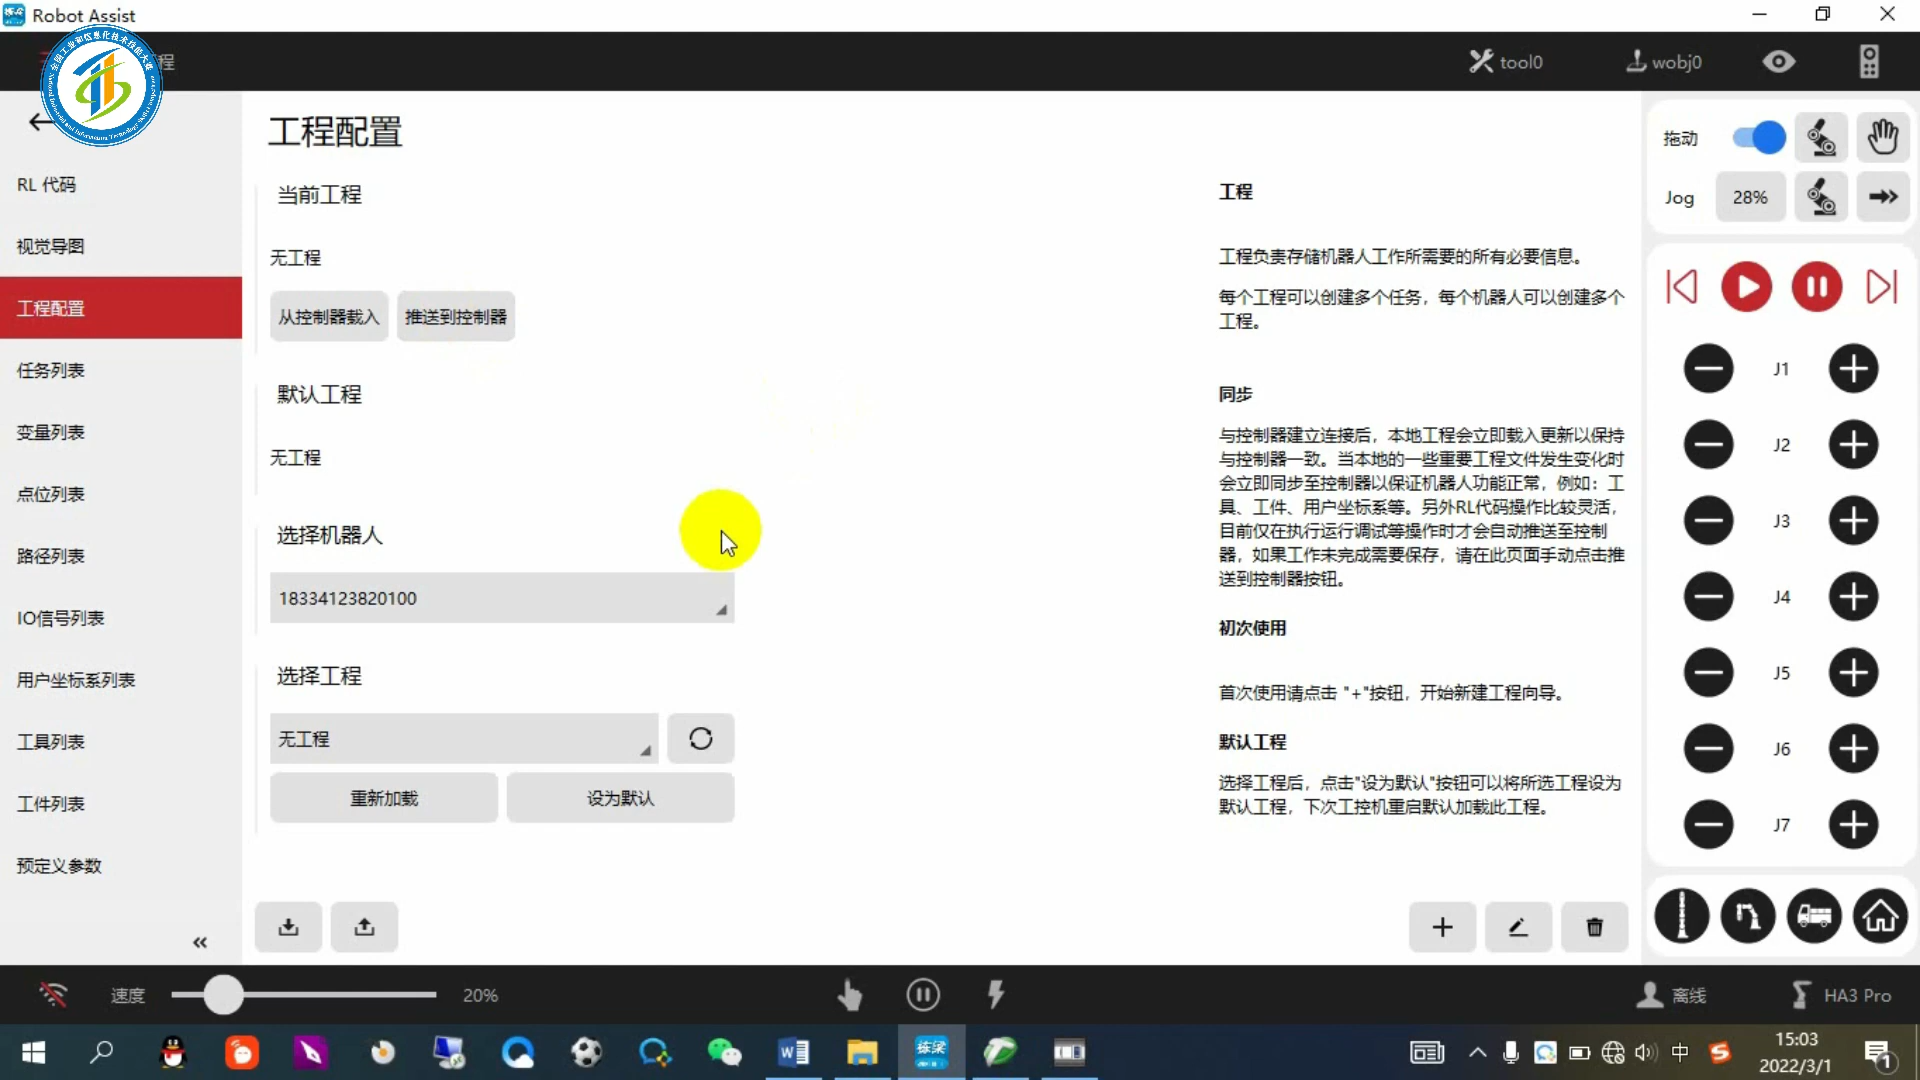 Robot Assist
程
tool0
wobj0
全国工业和信息化技术技能大赛
RL 代码
视觉导图
工程配置
任务列表
变量列表
点位列表
路径列表
IO信号列表
用户坐标系列表
工具列表
工件列表
预定义参数
«
工程配置
当前工程
无工程
从控制器载入
推送到控制器
默认工程
无工程
选择机器人
18334123820100
选择工程
无工程
重新加载
设为默认
工程
工程负责存储机器人工作所需要的所有必要信息。
每个工程可以创建多个任务，每个机器人可以创建多个
工程。
同步
与控制器建立连接后，本地工程会立即载入更新以保持
与控制器一致。当本地的一些重要工程文件发生变化时
会立即同步至控制器以保证机器人功能正常，例如：工
具、工件、用户坐标系等。另外RL代码操作比较灵活，
目前仅在执行运行调试等操作时才会自动推送至控制
器，如果工作未完成需要保存，请在此页面手动点击推
送到控制器按钮。
初次使用
首次使用请点击 "+"按钮，开始新建工程向导。
默认工程
选择工程后，点击"设为默认"按钮可以将所选工程设为
默认工程，下次工控机重启默认加载此工程。
拖动
Jog
28%
J1
J2
J3
J4
J5
J6
J7
速度
20%
离线
HA3 Pro
栋梁
中
15:03
2022/3/1
1